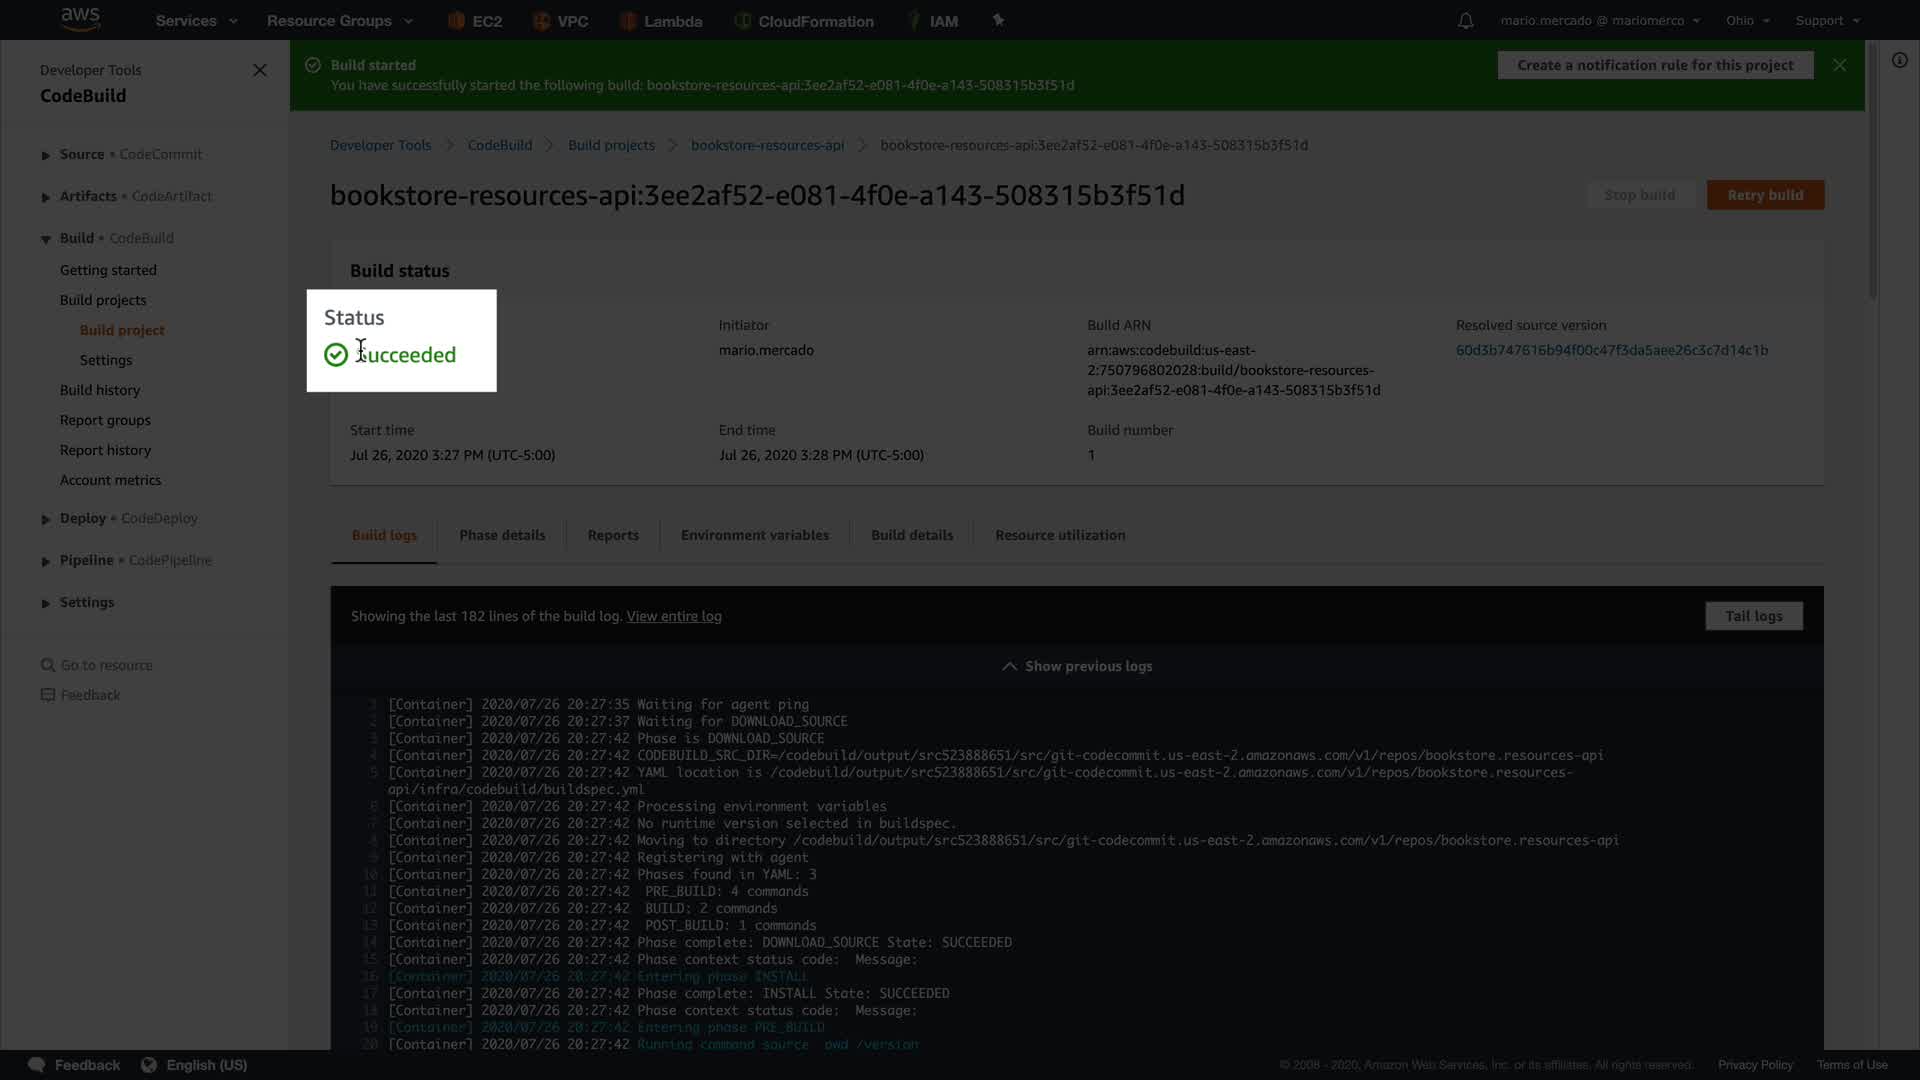 aws
Services
Resource Groups
EC2
VPC
Lambda
CloudFormation
IAM
mario.mercado @ mariomerco
Ohio
Support
Developer Tools
CodeBuild
Source • CodeCommit
Artifacts • CodeArtifact
Build • CodeBuild
Getting started
Build projects
Build project
Settings
Build history
Report groups
Report history
Account metrics
Deploy • CodeDeploy
Pipeline • CodePipeline
Settings
Go to resource
Feedback
Build started
You have successfully started the following build: bookstore-resources-api:3ee2af52-e081-4f0e-a143-508315b3f51d
Create a notification rule for this project
Developer Tools
CodeBuild
Build projects
bookstore-resources-api
bookstore-resources-api:3ee2af52-e081-4f0e-a143-508315b3f51d
bookstore-resources-api:3ee2af52-e081-4f0e-a143-508315b3f51d
Stop build
Retry build
Build status
Status
Succeeded
Initiator
mario.mercado
Build ARN
arn:aws:codebuild:us-east-
2:750796802028:build/bookstore-resources-
api:3ee2af52-e081-4f0e-a143-508315b3f51d
Resolved source version
60d3b747616b94f00c47f3da5aee26c3c7d14c1b
Start time
Jul 26, 2020 3:27 PM (UTC-5:00)
End time
Jul 26, 2020 3:28 PM (UTC-5:00)
Build number
1
Build logs
Phase details
Reports
Environment variables
Build details
Resource utilization
Showing the last 182 lines of the build log. View entire log
Tail logs
Show previous logs
1 [Container] 2020/07/26 20:27:35 Waiting for agent ping
2 [Container] 2020/07/26 20:27:37 Waiting for DOWNLOAD_SOURCE
3 [Container] 2020/07/26 20:27:42 Phase is DOWNLOAD_SOURCE
4 [Container] 2020/07/26 20:27:42 CODEBUILD_SRC_DIR=/codebuild/output/src523888651/src/git-codecommit.us-east-2.amazonaws.com/v1/repos/bookstore.resources-api
5 [Container] 2020/07/26 20:27:42 YAML location is /codebuild/output/src523888651/src/git-codecommit.us-east-2.amazonaws.com/v1/repos/bookstore.resources-
api/infra/codebuild/buildspec.yml
6 [Container] 2020/07/26 20:27:42 Processing environment variables
7 [Container] 2020/07/26 20:27:42 No runtime version selected in buildspec.
8 [Container] 2020/07/26 20:27:42 Moving to directory /codebuild/output/src523888651/src/git-codecommit.us-east-2.amazonaws.com/v1/repos/bookstore.resources-api
9 [Container] 2020/07/26 20:27:42 Registering with agent
10 [Container] 2020/07/26 20:27:42 Phases found in YAML: 3
11 [Container] 2020/07/26 20:27:42 PRE_BUILD: 4 commands
12 [Container] 2020/07/26 20:27:42 BUILD: 2 commands
13 [Container] 2020/07/26 20:27:42 POST_BUILD: 1 commands
14 [Container] 2020/07/26 20:27:42 Phase complete: DOWNLOAD_SOURCE State: SUCCEEDED
15 [Container] 2020/07/26 20:27:42 Phase context status code: Message:
16 [Container] 2020/07/26 20:27:42 Entering phase INSTALL
17 [Container] 2020/07/26 20:27:42 Phase complete: INSTALL State: SUCCEEDED
18 [Container] 2020/07/26 20:27:42 Phase context status code: Message:
19 [Container] 2020/07/26 20:27:42 Entering phase PRE_BUILD
20 [Container] 2020/07/26 20:27:42 Running command source pwd /version
Feedback
English (US)
© 2008 - 2020, Amazon Web Services, Inc. or its affiliates. All rights reserved.
Privacy Policy
Terms of Use